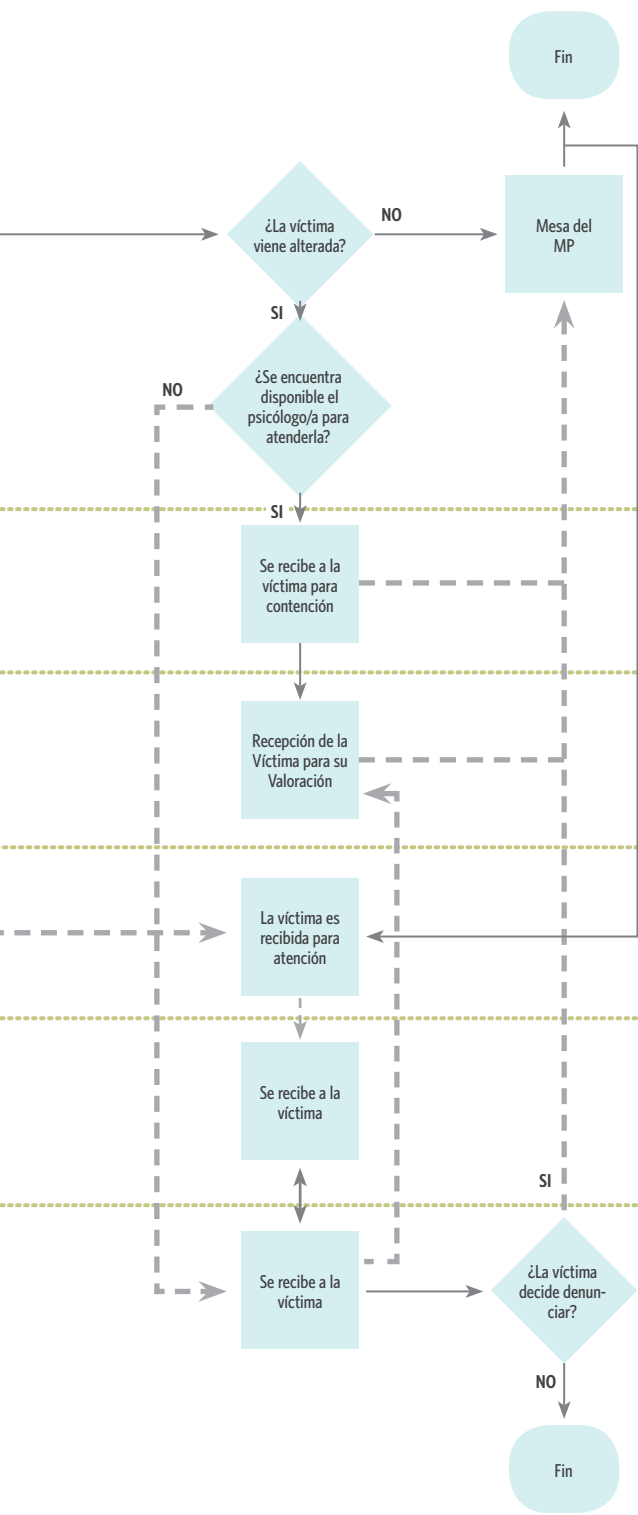 Fin
¿La víctima
viene alterada?
NO
Mesa del
MP
SI
¿Se encuentra
disponible el
psicólogo/a para
atenderla?
NO
SI
Se recibe a la
víctima para
contención
Recepción de la
Víctima para su
Valoración
La víctima es
recibida para
atención
Se recibe a la
víctima
SI
Se recibe a la
víctima
¿La víctima
decide denun-
ciar?
NO
Fin